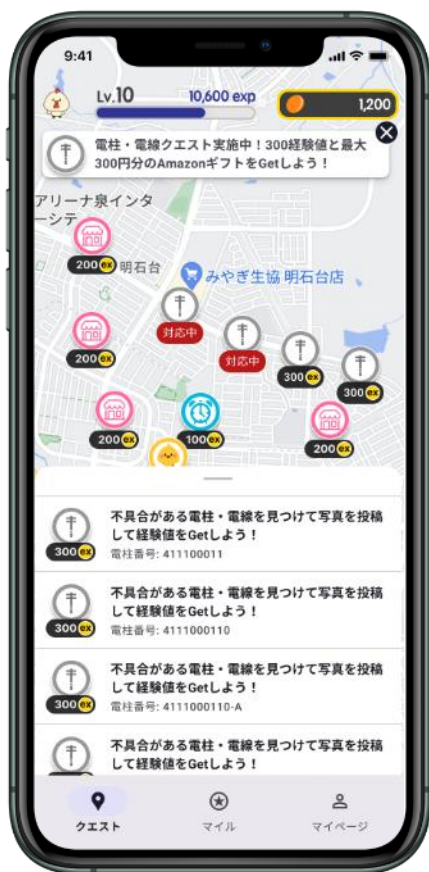 9:41
Lv.10 10,600 exp 1,200
電柱・電線クエスト実施中！300経験値と最大
300円分のAmazonギフトをGetしよう！
アリーナ泉インタ
ーシテ
200 ex
明石台
みやぎ生協 明石台店
対応中
200 ex
対応中
300 ex
300 ex
200 ex
100 ex
200 ex
不具合がある電柱・電線を見つけて写真を投稿
して経験値をGetしよう！
300 ex
電柱番号: 411100011
不具合がある電柱・電線を見つけて写真を投稿
して経験値をGetしよう！
300 ex
電柱番号: 4111000110
不具合がある電柱・電線を見つけて写真を投稿
して経験値をGetしよう！
300 ex
電柱番号: 4111000110-A
不具合がある電柱・電線を見つけて写真を投稿
して経験値をGetしよう！
クエスト マイル マイページ